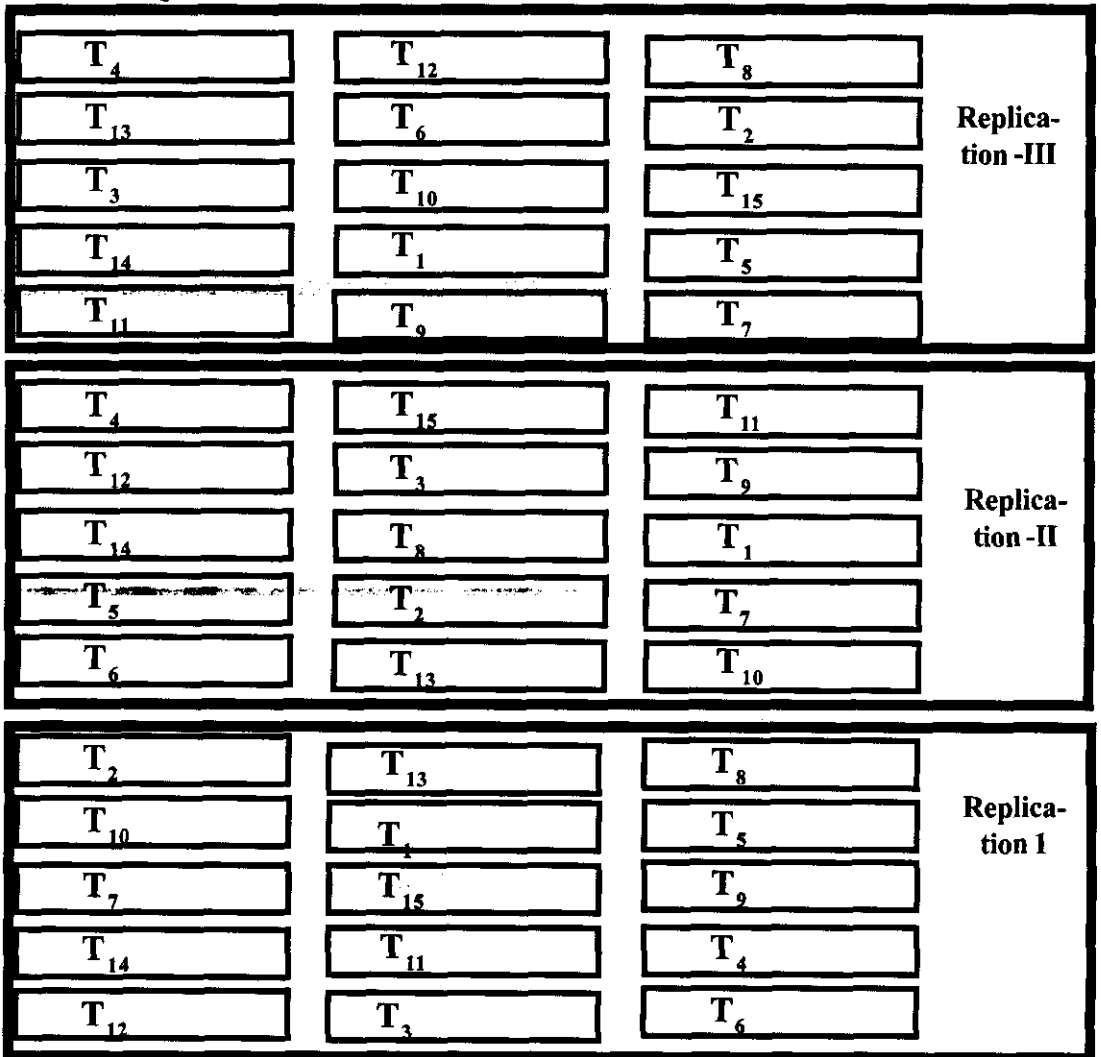 T4 T12 T8
T13 T6 T2 Replica-
tion -III
T3 T10 T15
T14 T1 T5
T11 T9 T7
T4 T15 T11
T12 T3 T9
Replica-
tion -II
T14 T8 T1
T5 T2 T7
T6 T13 T10
T2 T13 T8
T10 T1 T5 Replica-
tion 1
T7 T15 T9
T14 T11 T4
T12 T3 T6